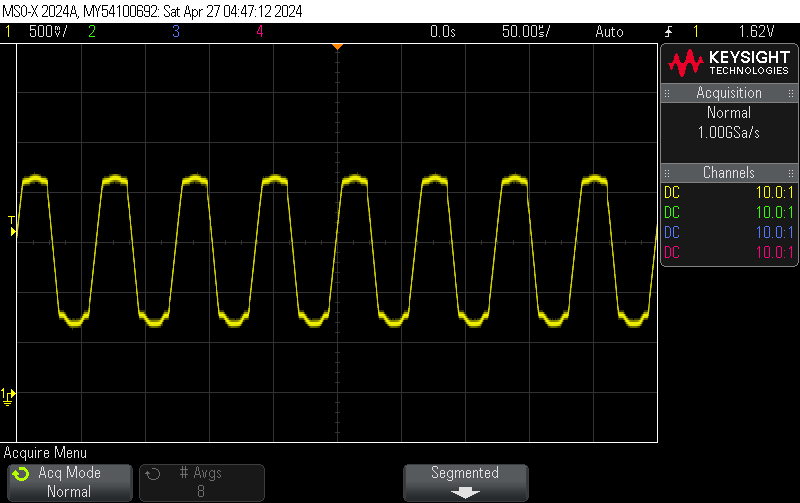 MSO-X 2024A, MY54100692: Sat Apr 27 04:47:12 2024
1 500mV/ 2 3 4 0.0s 50.00us/ Auto 1 1.62V
KEYSIGHT
TECHNOLOGIES
Acquisition
Normal
1.00GSa/s
Channels
DC 10.0:1
DC 10.0:1
DC 10.0:1
DC 10.0:1
T
1
Acquire Menu
Acq Mode
Normal
# Avgs
8
Segmented